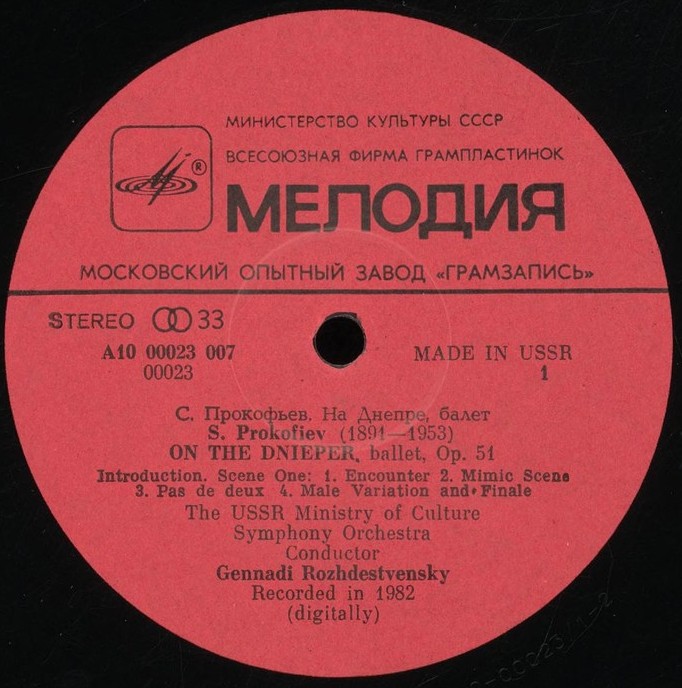 МИНИСТЕРСТВО КУЛЬТУРЫ СССР
ВСЕСОЮЗНАЯ ФИРМА ГРАМПЛАСТИНОК
®
МЕЛОДИЯ
МОСКОВСКИЙ ОПЫТНЫЙ ЗАВОД «ГРАМЗАПИСЬ»
STEREO 33
А10 00023 007
MADE IN USSR
00023
1
С. Прокофьев. На Днепре, балет
S. Prokofiev (1891—1953)
ON THE DNIEPER, ballet, Op. 51
Introduction. Scene One: 1. Encounter 2. Mimic Scene
3. Pas de deux 4. Male Variation and Finale
The USSR Ministry of Culture
Symphony Orchestra
Conductor
Gennadi Rozhdestvensky
Recorded in 1982
(digitally)